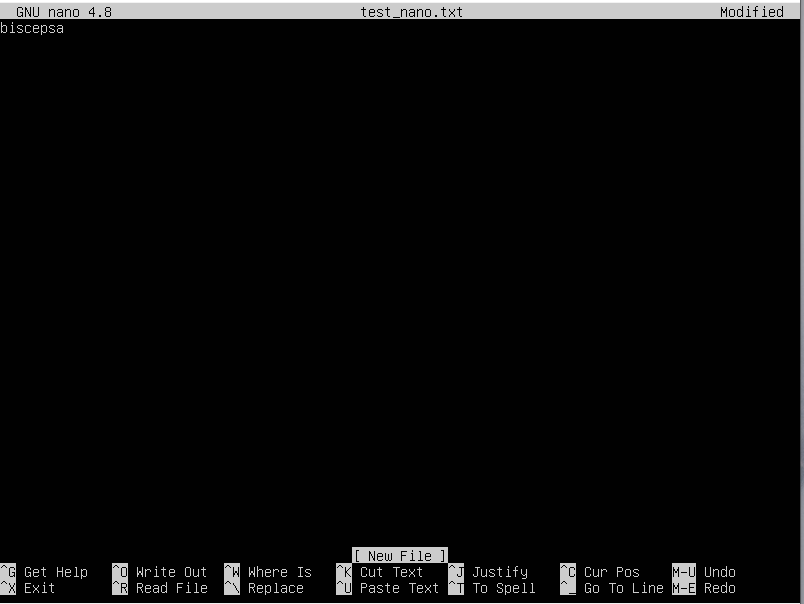 GNU nano 4.8 test_nano.txt Modified
biscepsa
[ New File ]
^G Get Help ^O Write Out ^W Where Is ^K Cut Text ^J Justify ^C Cur Pos M-U Undo
^X Exit ^R Read File ^\ Replace ^U Paste Text ^T To Spell ^_ Go To Line M-E Redo